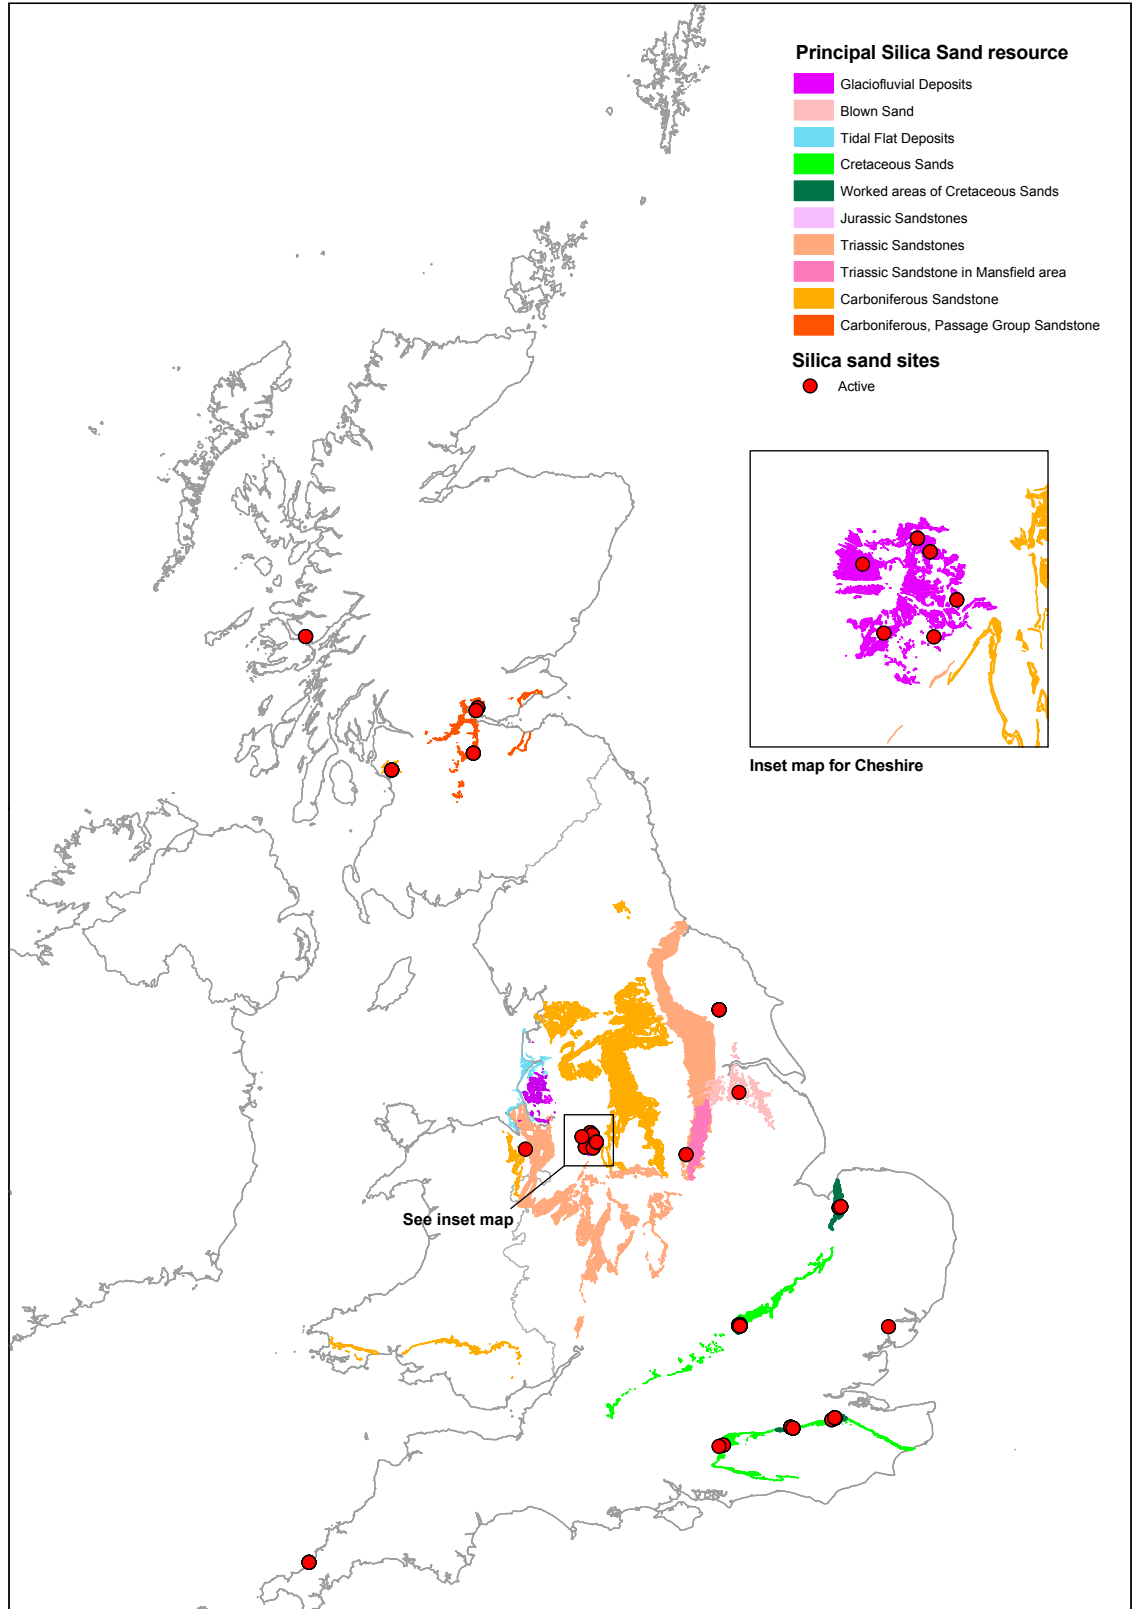 Principal Silica Sand resource
Glaciofluvial Deposits
Blown Sand
Tidal Flat Deposits
Cretaceous Sands
Worked areas of Cretaceous Sands
Jurassic Sandstones
Triassic Sandstones
Triassic Sandstone in Mansfield area
Carboniferous Sandstone
Carboniferous, Passage Group Sandstone
Silica sand sites
Active
Inset map for Cheshire
See inset map